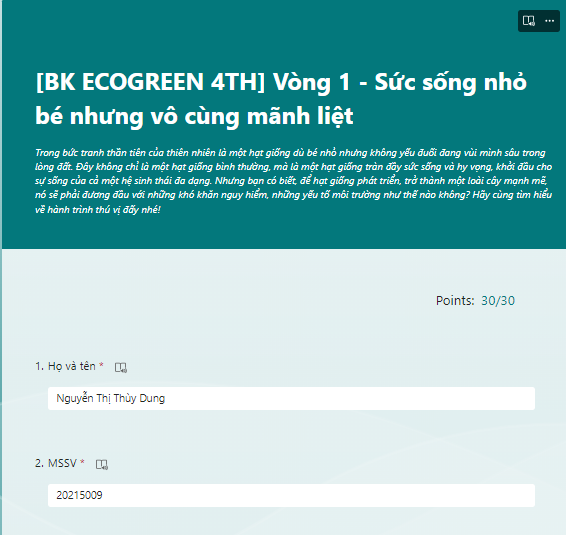 [BK ECOGREEN 4TH] Vòng 1 - Sức sống nhỏ
bé nhưng vô cùng mãnh liệt
Trong bức tranh thần tiên của thiên nhiên là một hạt giống dù bé nhỏ nhưng không yếu đuối đang vùi mình sâu trong
lòng đất. Đây không chỉ là một hạt giống bình thường, mà là một hạt giống tràn đầy sức sống và hy vọng, khởi đầu cho
sự sống của cả một hệ sinh thái đa dạng. Nhưng bạn có biết, để hạt giống phát triển, trở thành một loài cây mạnh mẽ,
nó sẽ phải đương đầu với những khó khăn nguy hiểm, những yếu tố môi trường như thế nào không? Hãy cùng tìm hiểu
về hành trình thú vị đấy nhé!
Points: 30/30
1. Họ và tên *
Nguyễn Thị Thùy Dung
2. MSSV *
20215009